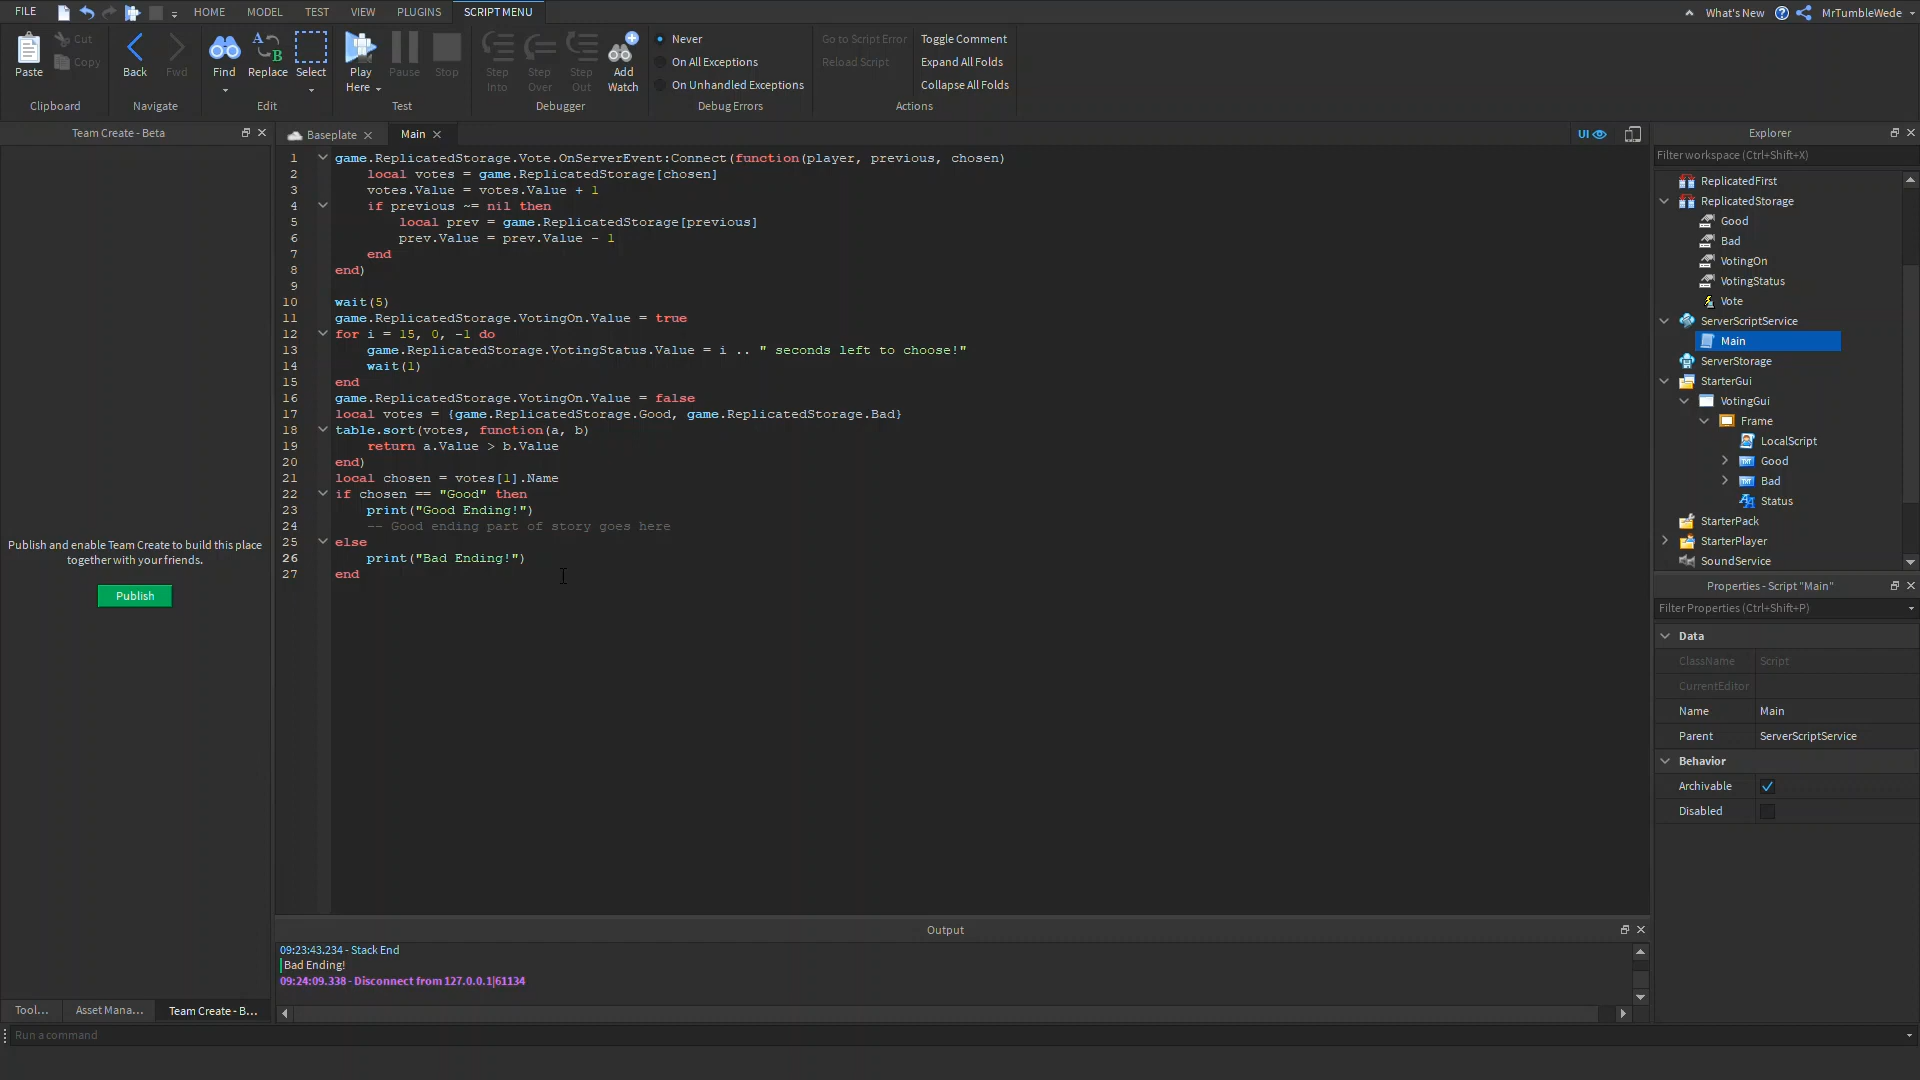 FILE HOME MODEL TEST VIEW PLUGINS SCRIPT MENU What's New MrTumbleWede
Paste Cut Copy Back Fwd Find Replace Select Play Here Pause Stop Step Into Step Over Step Out Add Watch
Never Go to Script Error Toggle Comment
On All Exceptions Reload Script Expand All Folds
On Unhandled Exceptions Collapse All Folds
Clipboard Navigate Edit Test Debugger Debug Errors Actions
Team Create - Beta
Publish and enable Team Create to build this place
together with your friends.
Publish
Tool... Asset Mana... Team Create - B...
Baseplate Main UI
1 game.ReplicatedStorage.Vote.OnServerEvent:Connect(function(player, previous, chosen)
2 local votes = game.ReplicatedStorage[chosen]
3 votes.Value = votes.Value + 1
4 if previous ~= nil then
5 local prev = game.ReplicatedStorage[previous]
6 prev.Value = prev.Value - 1
7 end
8 end)
9
10 wait(5)
11 game.ReplicatedStorage.VotingOn.Value = true
12 for i = 15, 0, -1 do
13 game.ReplicatedStorage.VotingStatus.Value = i .. " seconds left to choose!"
14 wait(1)
15 end
16 game.ReplicatedStorage.VotingOn.Value = false
17 local votes = {game.ReplicatedStorage.Good, game.ReplicatedStorage.Bad}
18 table.sort(votes, function(a, b)
19 return a.Value > b.Value
20 end)
21 local chosen = votes[1].Name
22 if chosen == "Good" then
23 print("Good Ending!")
24 -- Good ending part of story goes here
25 else
26 print("Bad Ending!")
27 end
Output
09:23:43.234 - Stack End
Bad Ending!
09:24:09.338 - Disconnect from 127.0.0.1|61134
Run a command
Explorer
Filter workspace (Ctrl+Shift+X)
ReplicatedFirst
ReplicatedStorage
Good
Bad
VotingOn
VotingStatus
Vote
ServerScriptService
Main
ServerStorage
StarterGui
VotingGui
Frame
LocalScript
TXT Good
TXT Bad
Status
StarterPack
StarterPlayer
SoundService
Properties - Script "Main"
Filter Properties (Ctrl+Shift+P)
Data
ClassName Script
CurrentEditor
Name Main
Parent ServerScriptService
Behavior
Archivable
Disabled